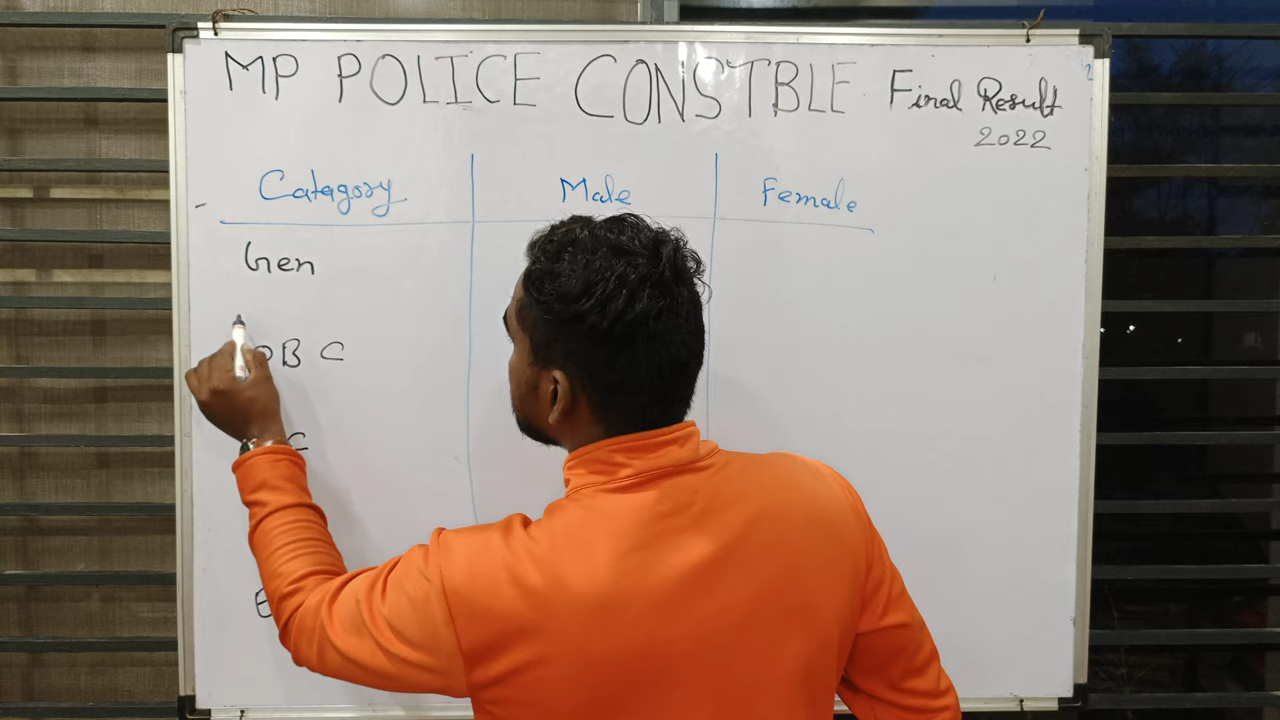 MP POLICE CONSTBLE Final Result
2022
Catagory Male Female
Gen
OBC